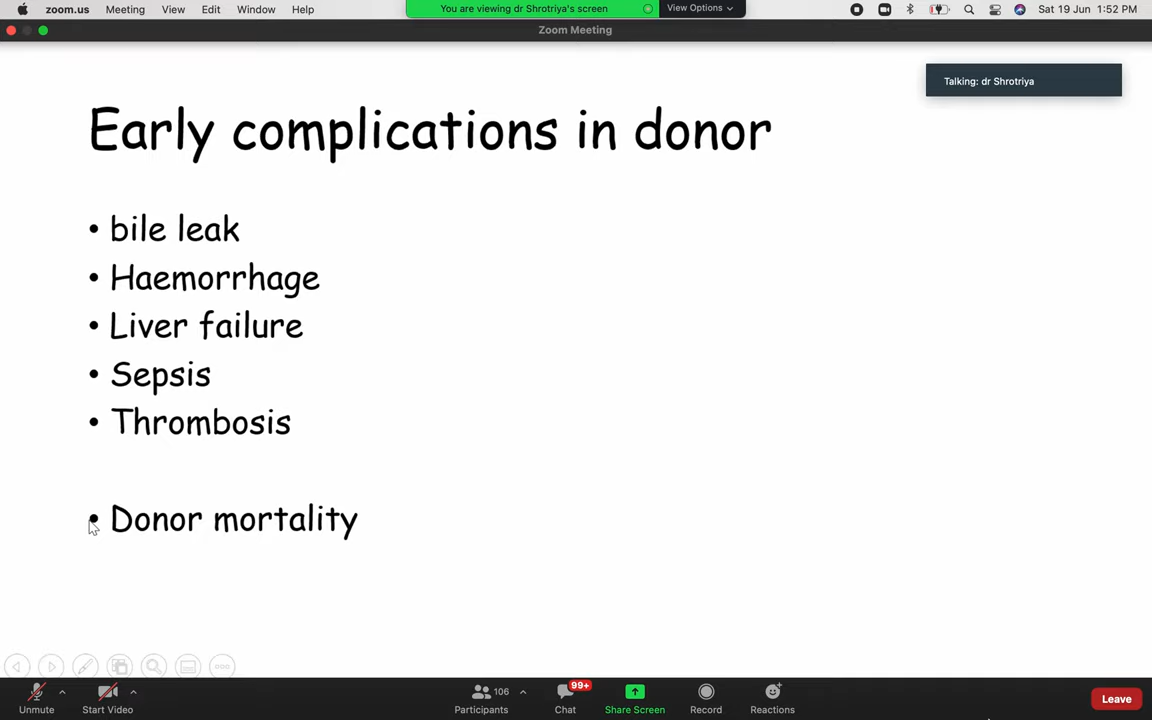 zoom.us Meeting View Edit Window Help
You are viewing dr Shrotriya's screen View Options
Sat 19 Jun 1:52 PM
Zoom Meeting
Talking: dr Shrotriya
Early complications in donor
• bile leak
• Haemorrhage
• Liver failure
• Sepsis
• Thrombosis
• Donor mortality
106
99+
Unmute Start Video Participants Chat Share Screen Record Reactions Leave